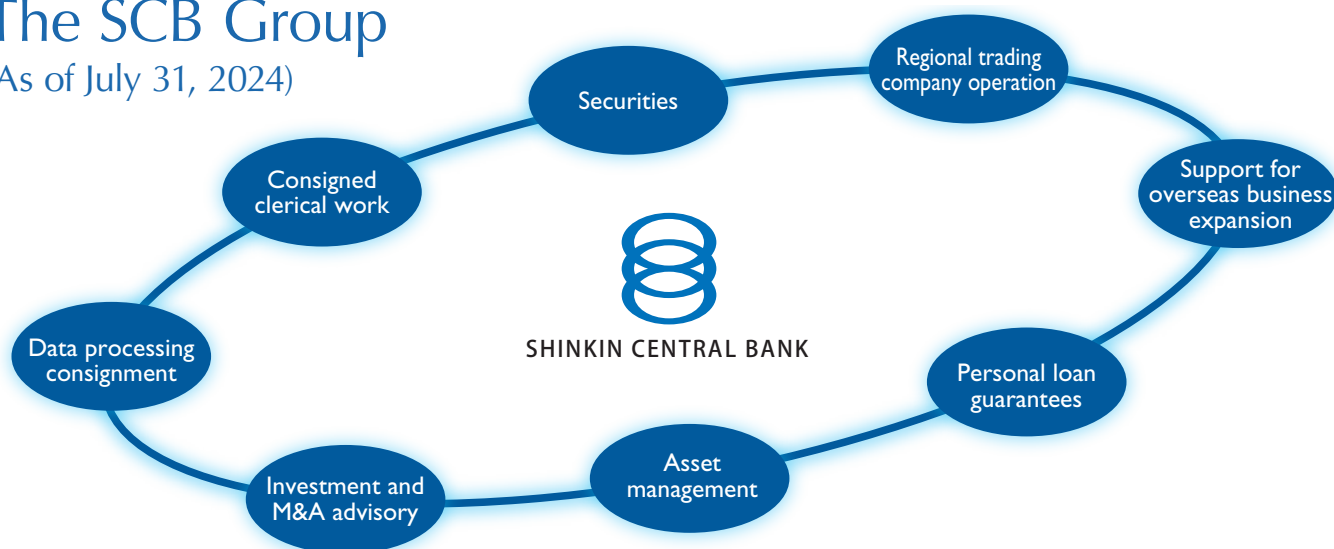 The SCB Group
As of July 31, 2024)
Regional trading
company operation
Securities
Support for
overseas business
expansion
Consigned
clerical work
SHINKIN CENTRAL BANK
Data processing
consignment
Personal loan
guarantees
Asset
management
Investment and
M&A advisory